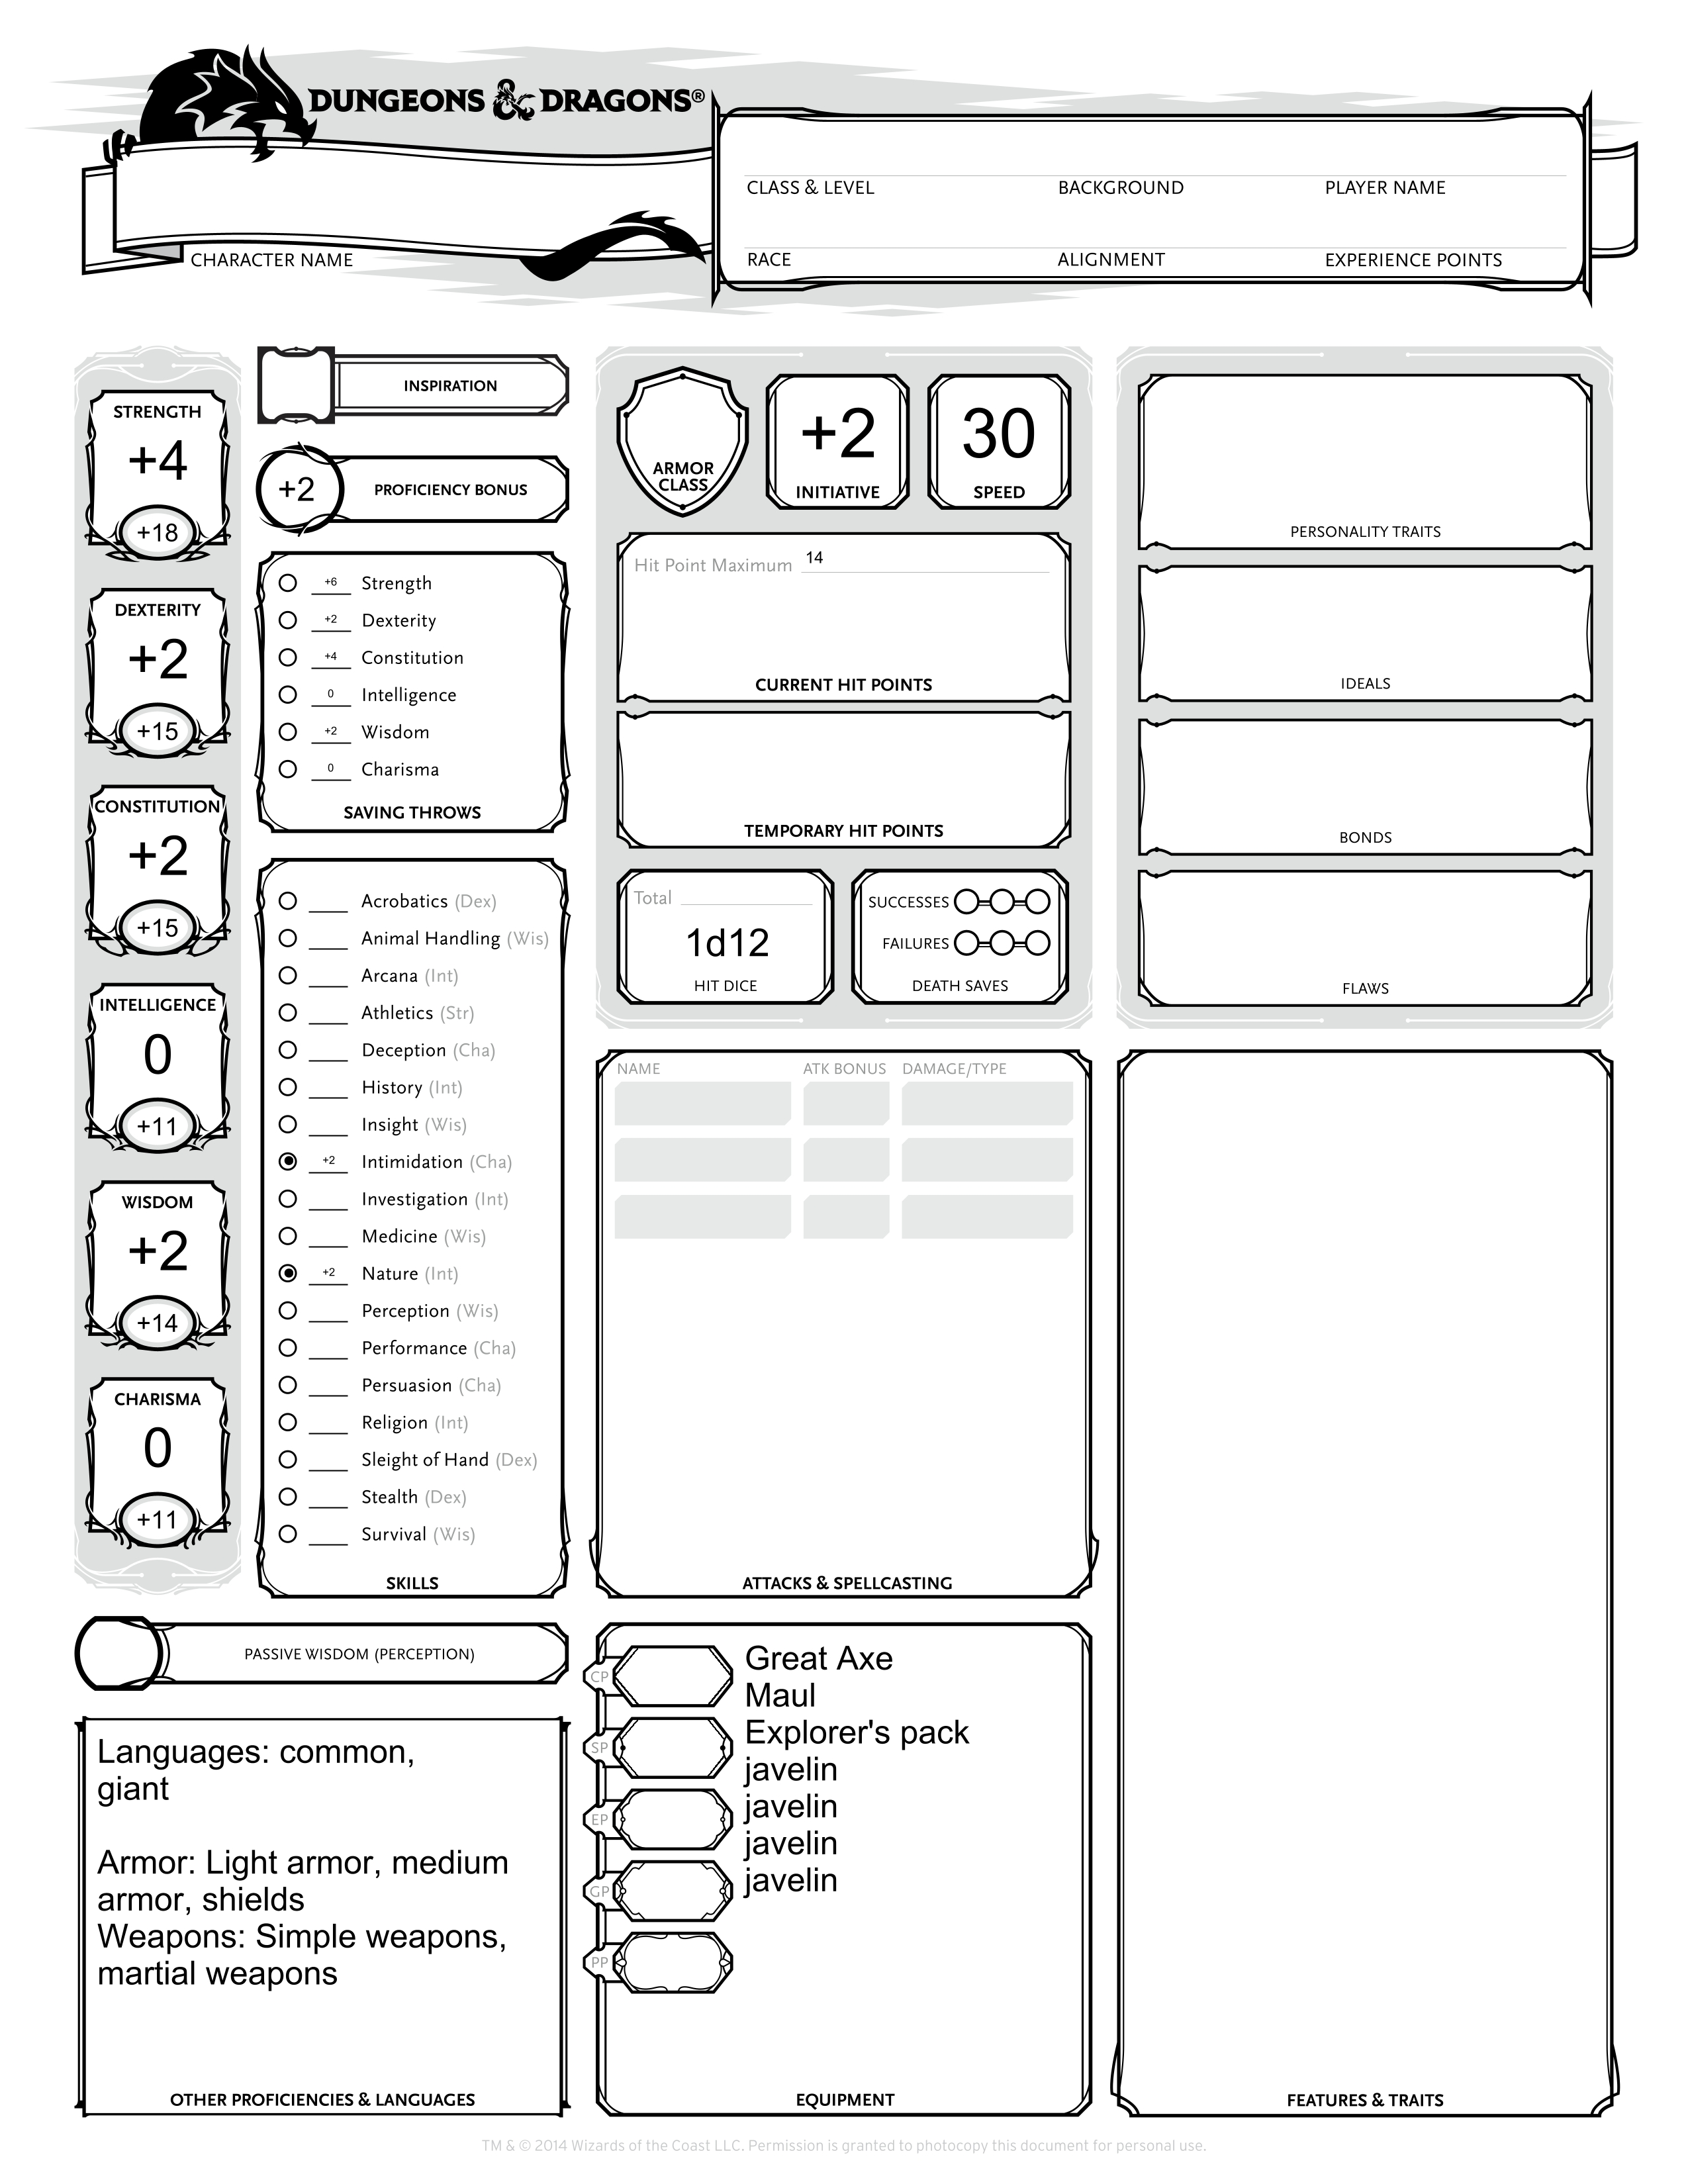 DUNGEONS & DRAGONS®
CLASS & LEVEL BACKGROUND PLAYER NAME
CHARACTER NAME
RACE ALIGNMENT EXPERIENCE POINTS
STRENGTH
+4
+18
DEXTERITY
+2
+15
CONSTITUTION
+2
+15
INTELLIGENCE
0
+11
WISDOM
+2
+14
CHARISMA
0
+11
INSPIRATION
+2 PROFICIENCY BONUS
+6 Strength
+2 Dexterity
+4 Constitution
0 Intelligence
+2 Wisdom
0 Charisma
SAVING THROWS
Acrobatics (Dex)
Animal Handling (Wis)
Arcana (Int)
Athletics (Str)
Deception (Cha)
History (Int)
Insight (Wis)
+2 Intimidation (Cha)
Investigation (Int)
Medicine (Wis)
+2 Nature (Int)
Perception (Wis)
Performance (Cha)
Persuasion (Cha)
Religion (Int)
Sleight of Hand (Dex)
Stealth (Dex)
Survival (Wis)
SKILLS
PASSIVE WISDOM (PERCEPTION)
Languages: common,
giant
Armor: Light armor, medium
armor, shields
Weapons: Simple weapons,
martial weapons
OTHER PROFICIENCIES & LANGUAGES
ARMOR
CLASS
+2
INITIATIVE
30
SPEED
Hit Point Maximum 14
CURRENT HIT POINTS
TEMPORARY HIT POINTS
Total
1d12
HIT DICE
SUCCESSES
FAILURES
DEATH SAVES
NAME ATK BONUS DAMAGE/TYPE
ATTACKS & SPELLCASTING
CP
SP
EP
GP
PP
Great Axe
Maul
Explorer's pack
javelin
javelin
javelin
javelin
EQUIPMENT
PERSONALITY TRAITS
IDEALS
BONDS
FLAWS
FEATURES & TRAITS
TM & © 2014 Wizards of the Coast LLC. Permission is granted to photocopy this document for personal use.